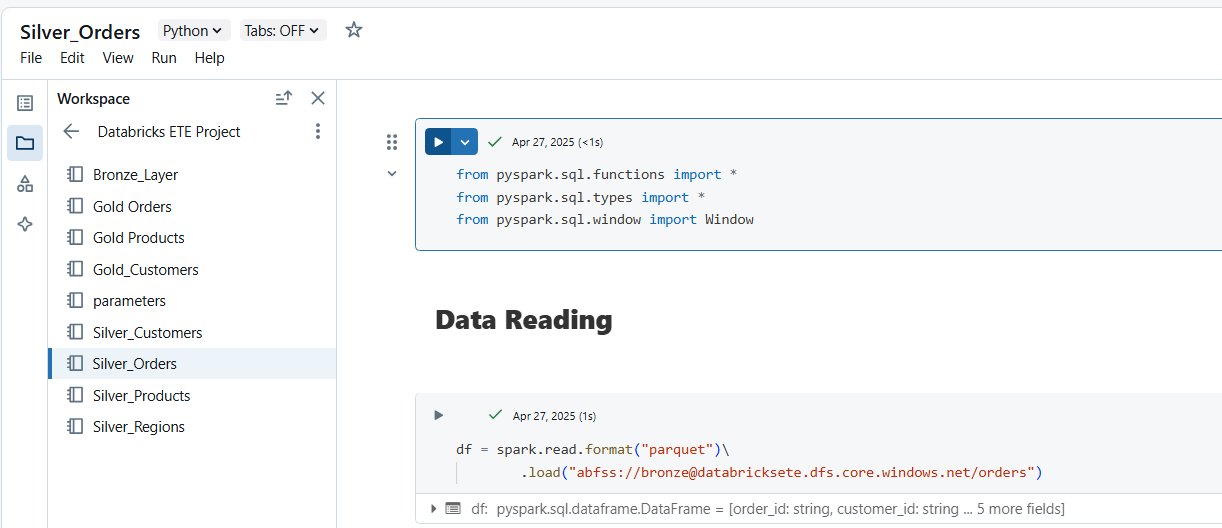 Silver_Orders Python Tabs: OFF
File Edit View Run Help
Workspace
Databricks ETE Project
Bronze_Layer
Gold Orders
Gold Products
Gold_Customers
parameters
Silver_Customers
Silver_Orders
Silver_Products
Silver_Regions
Apr 27, 2025 (<1s)
from pyspark.sql.functions import *
from pyspark.sql.types import *
from pyspark.sql.window import Window
Data Reading
Apr 27, 2025 (1s)
df = spark.read.format("parquet")\
.load("abfss://bronze@databricksete.dfs.core.windows.net/orders")
df: pyspark.sql.dataframe.DataFrame = [order_id: string, customer_id: string ... 5 more fields]